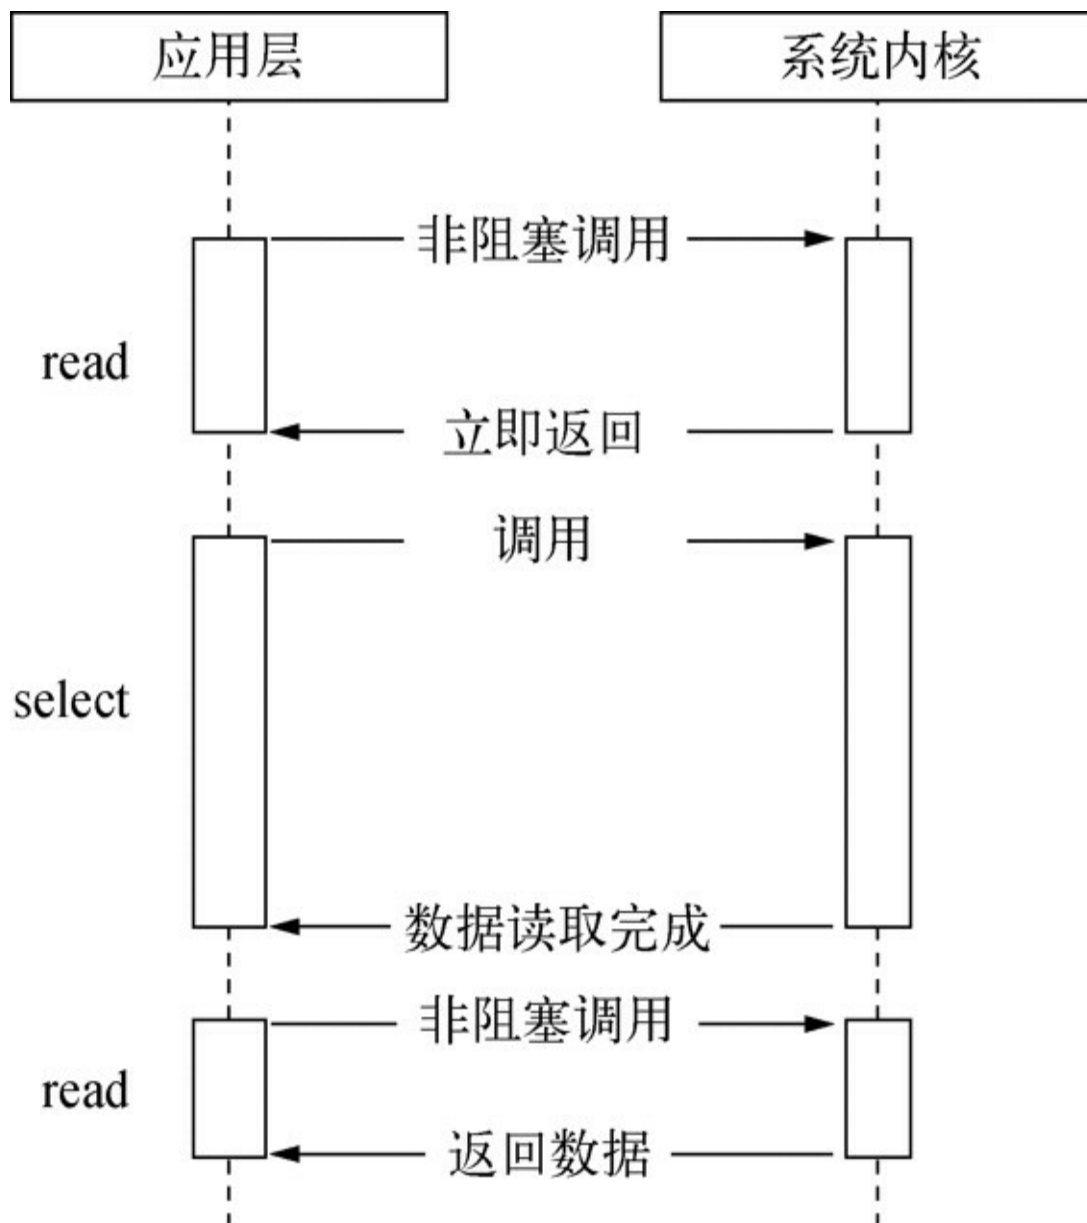 应用层
系统内核
非阻塞调用
read
立即返回
调用
select
数据读取完成
非阻塞调用
read
返回数据